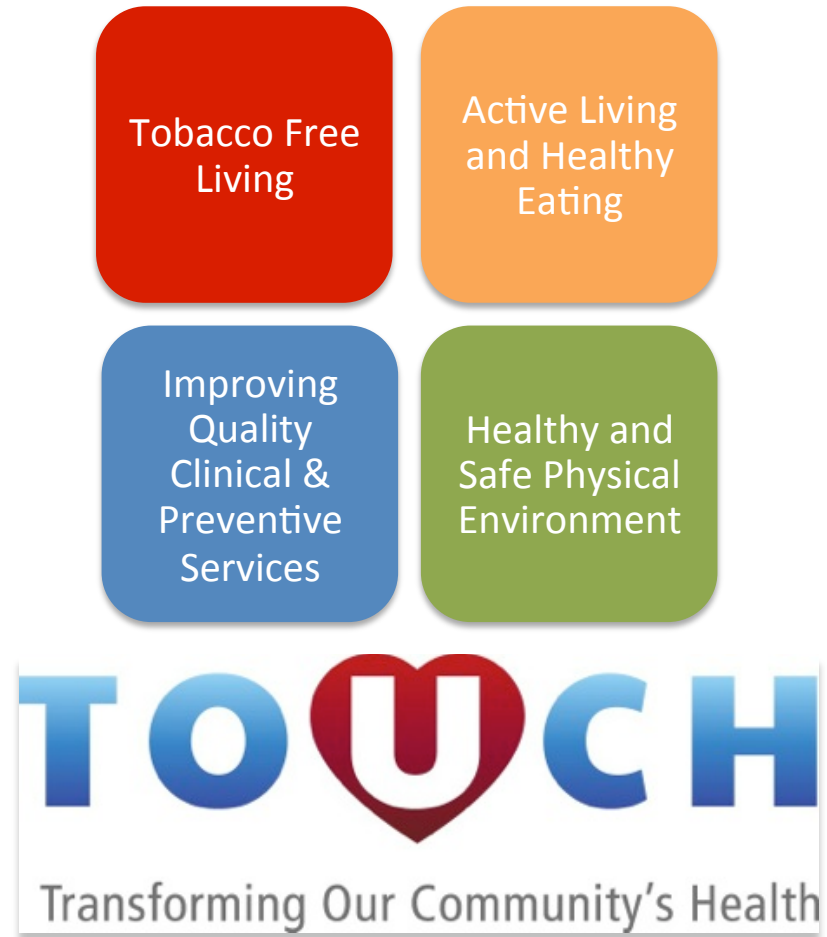 Tobacco Free
Living
Active Living
and Healthy
Eating
Improving
Quality
Clinical &
Preventive
Services
Healthy and
Safe Physical
Environment
TOUCH
Transforming Our Community's Health